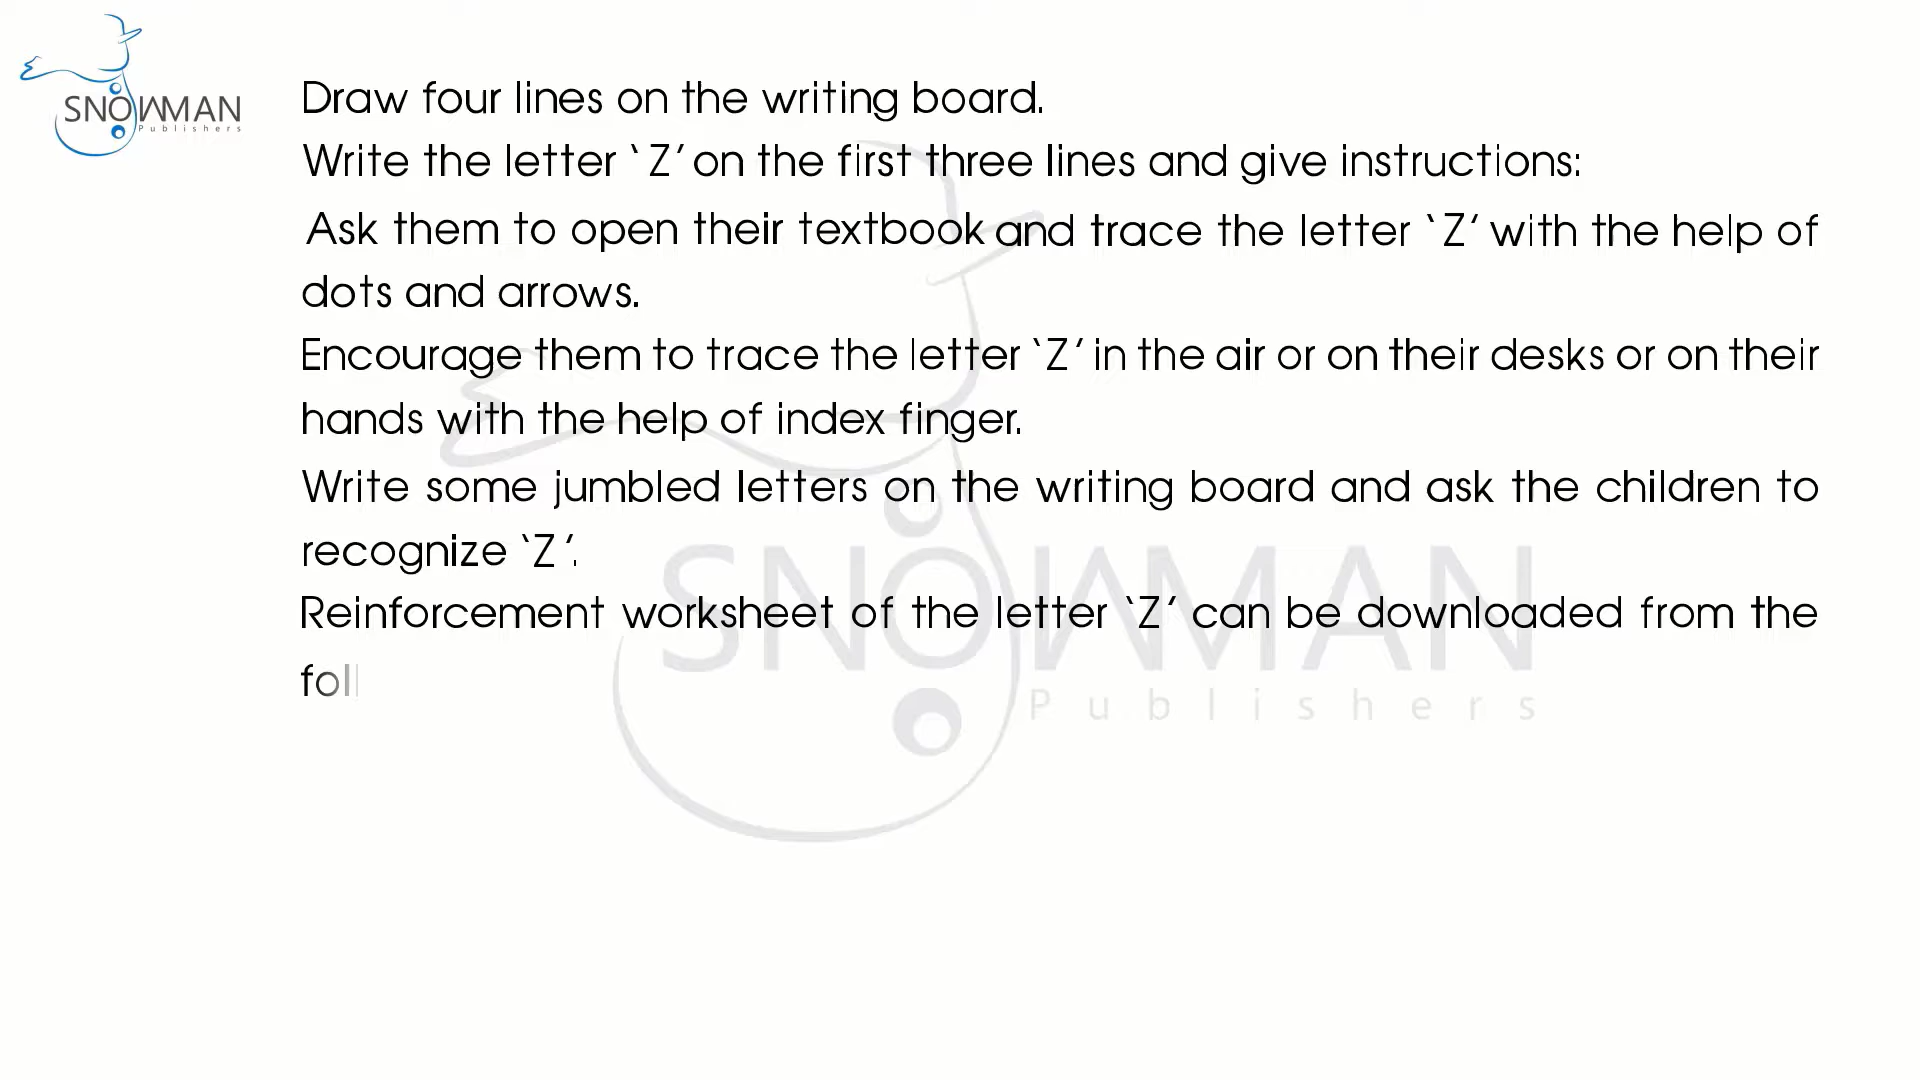 SNOWMAN
Publishers
Draw four lines on the writing board.
Write the letter ‘Z’ on the first three lines and give instructions:
Ask them to open their textbook and trace the letter ‘Z’ with the help of
dots and arrows.
Encourage them to trace the letter ‘Z’ in the air or on their desks or on their
hands with the help of index finger.
Write some jumbled letters on the writing board and ask the children to
recognize ‘Z’.
Reinforcement worksheet of the letter ‘Z’ can be downloaded from the
foll
SNOWMAN
Publishers